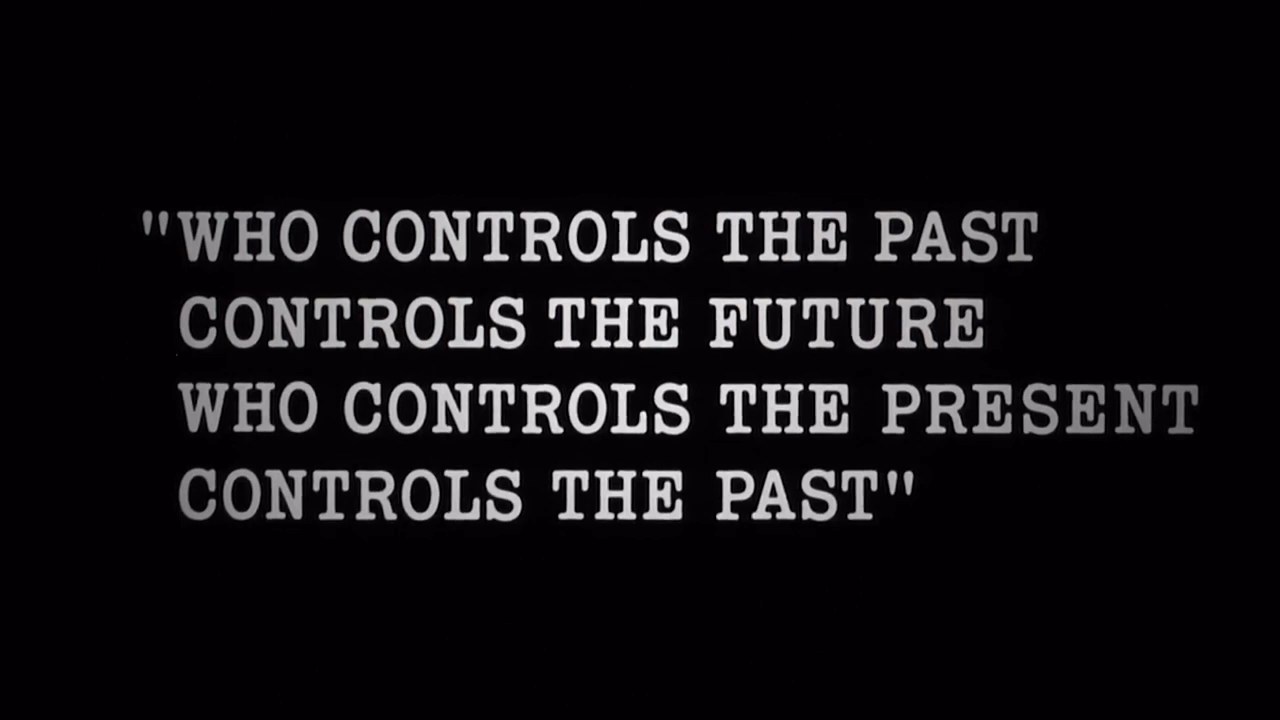 "WHO CONTROLS THE PAST
CONTROLS THE FUTURE
WHO CONTROLS THE PRESENT
CONTROLS THE PAST"